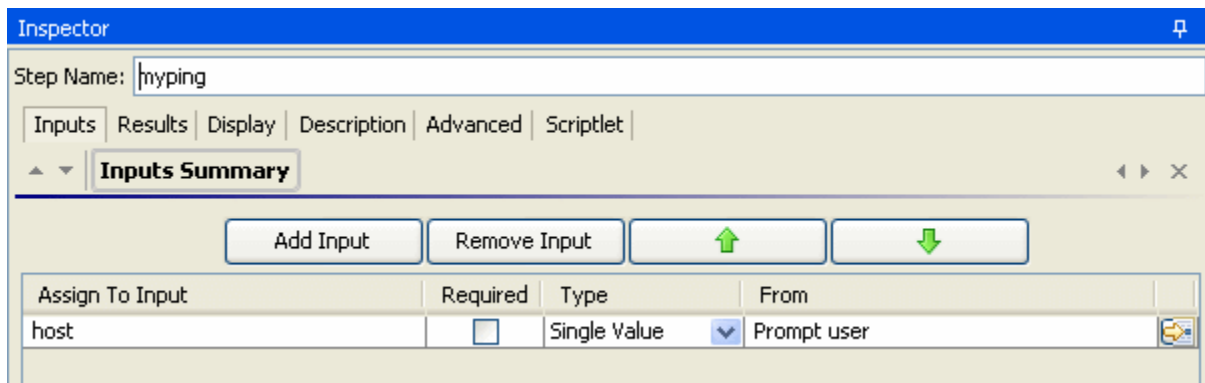 Inspector
Step Name: myping
Inputs Results Display Description Advanced Scriptlet
Inputs Summary
Add Input Remove Input
Assign To Input Required Type From
host Single Value Prompt user